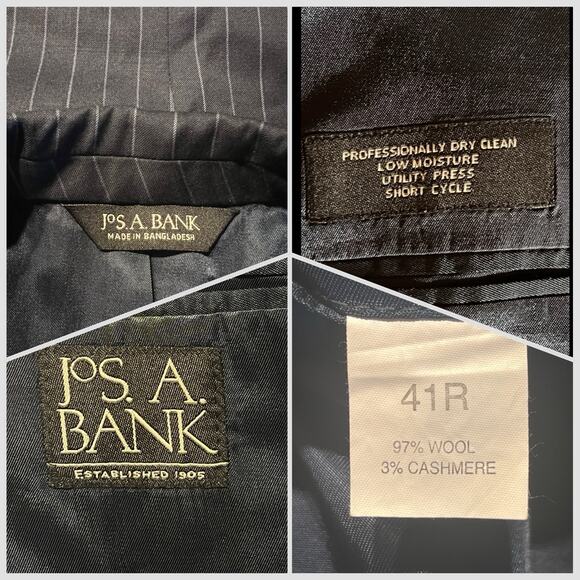 JOS. A. BANK
MADE IN BANGLADESH
PROFESSIONALLY DRY CLEAN
LOW MOISTURE
UTILITY PRESS
SHORT CYCLE
JOS. A.
BANK
ESTABLISHED 1905
41R
97% WOOL
3% CASHMERE